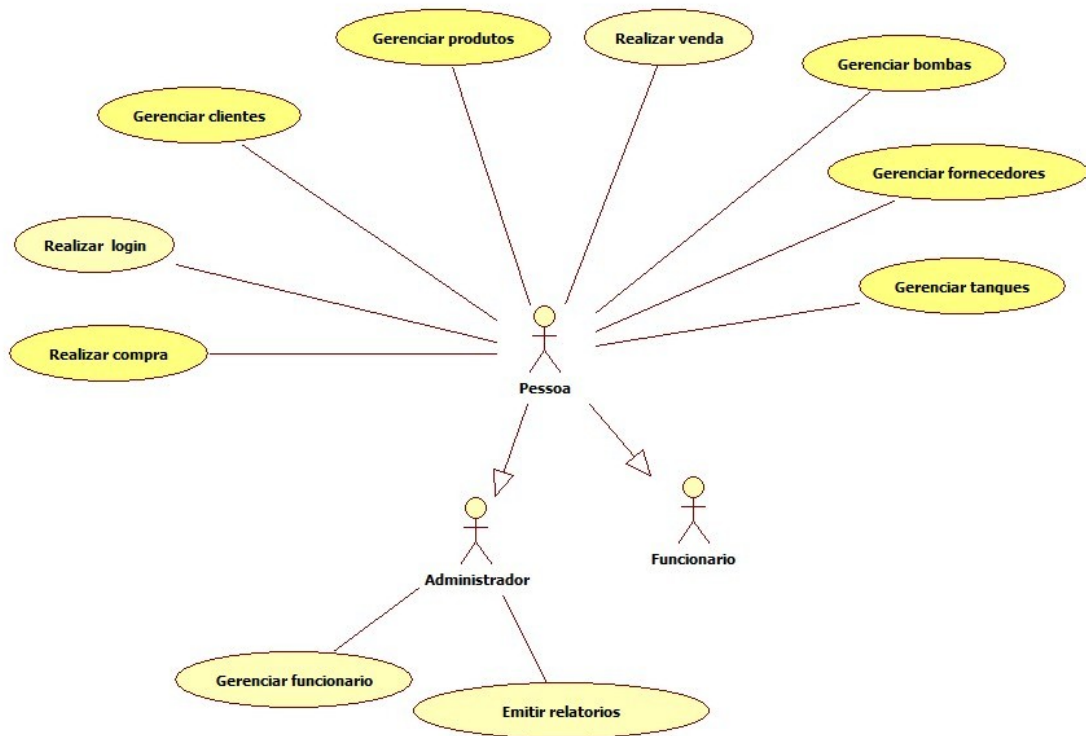 Gerenciar produtos
Realizar venda
Gerenciar bombas
Gerenciar clientes
Gerenciar fornecedores
Realizar login
Gerenciar tanques
Realizar compra
Pessoa
Funcionario
Administrador
Gerenciar funcionario
Emitir relatorios